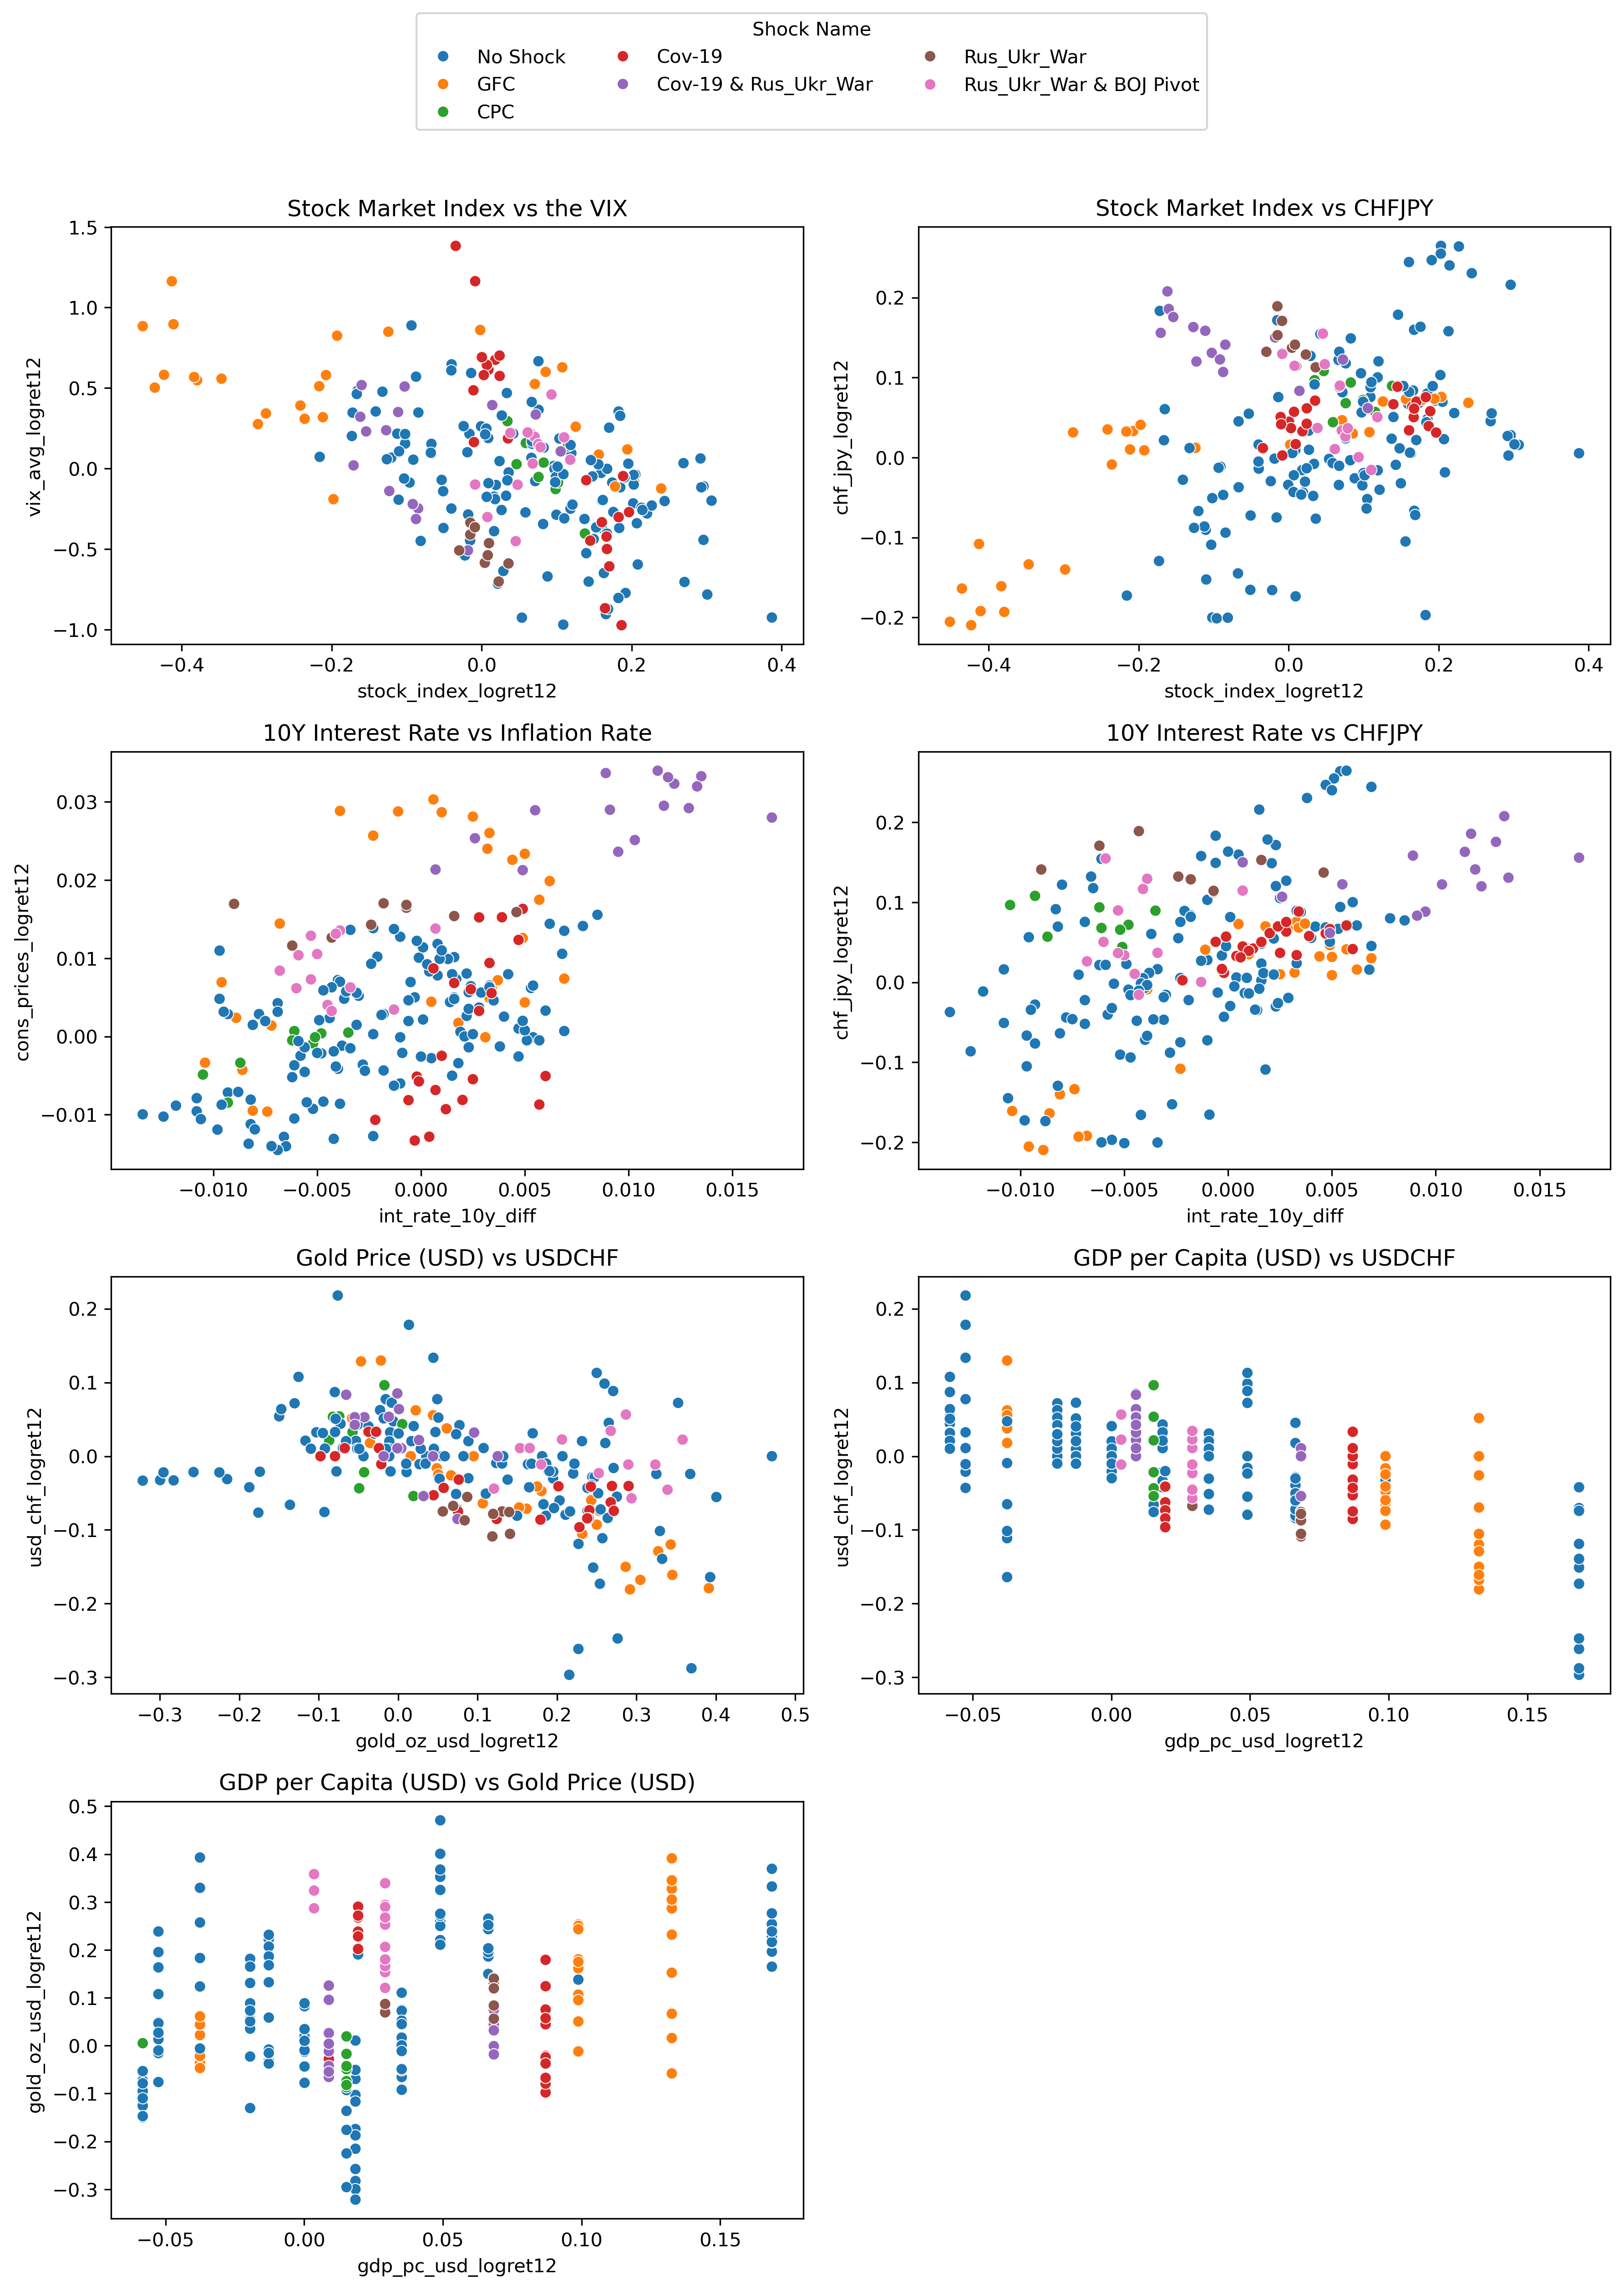 Shock Name
No Shock
GFC
CPC
Cov-19
Cov-19 & Rus_Ukr_War
Rus_Ukr_War
Rus_Ukr_War & BOJ Pivot
Stock Market Index vs the VIX
1.5
1.0
0.5
0.0
−0.5
−1.0
vix_avg_logret12
−0.4
−0.2
0.0
0.2
0.4
stock_index_logret12
Stock Market Index vs CHFJPY
0.2
0.1
0.0
−0.1
−0.2
chf_jpy_logret12
−0.4
−0.2
0.0
0.2
0.4
stock_index_logret12
10Y Interest Rate vs Inflation Rate
0.03
0.02
0.01
0.00
−0.01
cons_prices_logret12
−0.010
−0.005
0.000
0.005
0.010
0.015
int_rate_10y_diff
10Y Interest Rate vs CHFJPY
0.2
0.1
0.0
−0.1
−0.2
chf_jpy_logret12
−0.010
−0.005
0.000
0.005
0.010
0.015
int_rate_10y_diff
Gold Price (USD) vs USDCHF
0.2
0.1
0.0
−0.1
−0.2
−0.3
usd_chf_logret12
−0.3
−0.2
−0.1
0.0
0.1
0.2
0.3
0.4
0.5
gold_oz_usd_logret12
GDP per Capita (USD) vs USDCHF
0.2
0.1
0.0
−0.1
−0.2
−0.3
usd_chf_logret12
−0.05
0.00
0.05
0.10
0.15
gdp_pc_usd_logret12
GDP per Capita (USD) vs Gold Price (USD)
0.5
0.4
0.3
0.2
0.1
0.0
−0.1
−0.2
−0.3
gold_oz_usd_logret12
−0.05
0.00
0.05
0.10
0.15
gdp_pc_usd_logret12